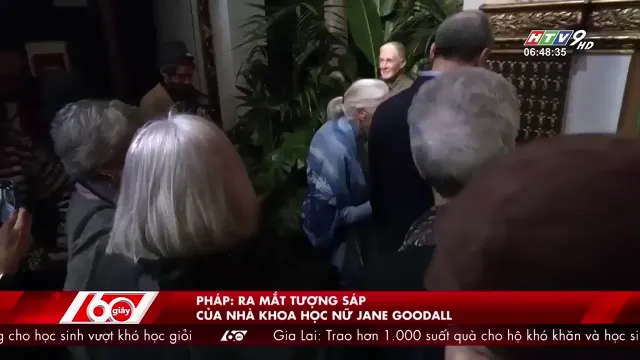 HTV9HD
06:48:35
60 giây
PHÁP: RA MẮT TƯỢNG SÁP
CỦA NHÀ KHOA HỌC NỮ JANE GOODALL
cho học sinh vượt khó học giỏi 60 Gia Lai: Trao hơn 1.000 suất quà cho hộ khó khăn và học s